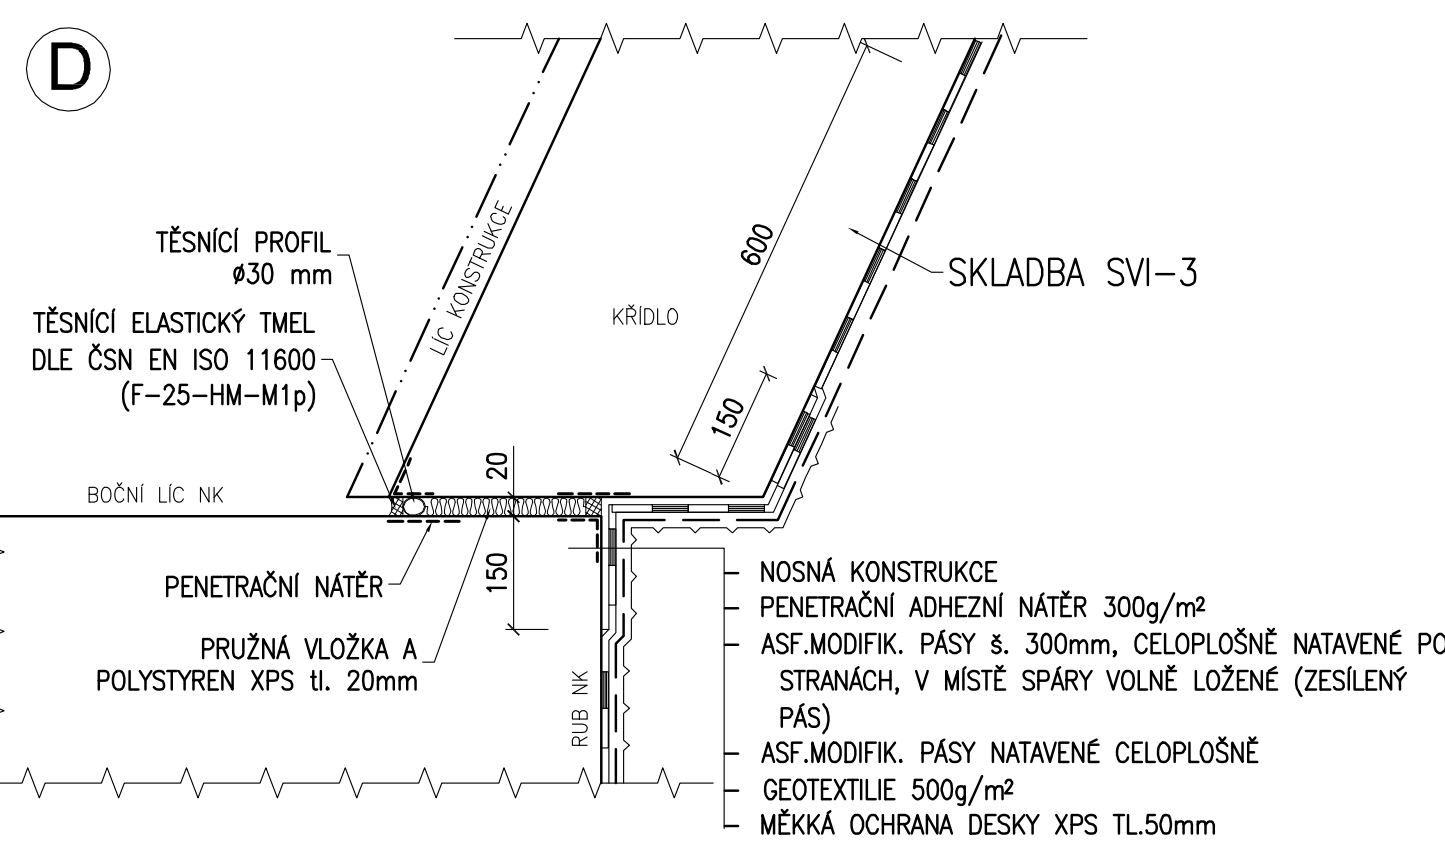 D
TĚSNÍCÍ PROFIL
ø30 mm
TĚSNÍCÍ ELASTICKÝ TMEL
DLE ČSN EN ISO 11600
(F-25-HM-M1p)
LÍC KONSTRUKCE
600
KŘÍDLO
SKLADBA SVI-3
150
20
BOČNÍ LÍC NK
150
PENETRAČNÍ NÁTĚR
PRUŽNÁ VLOŽKA A
POLYSTYREN XPS tl. 20mm
RUB NK
NOSNÁ KONSTRUKCE
PENETRAČNÍ ADHEZNÍ NÁTĚR 300g/m²
ASF.MODIFIK. PÁSY š. 300mm, CELOPLOŠNĚ NATAVENÉ PO
STRANÁCH, V MÍSTĚ SPÁRY VOLNĚ LOŽENÉ (ZESÍLENÝ
PÁS)
ASF.MODIFIK. PÁSY NATAVENÉ CELOPLOŠNĚ
GEOTEXTILIE 500g/m²
MĚKKÁ OCHRANA DESKY XPS TL.50mm